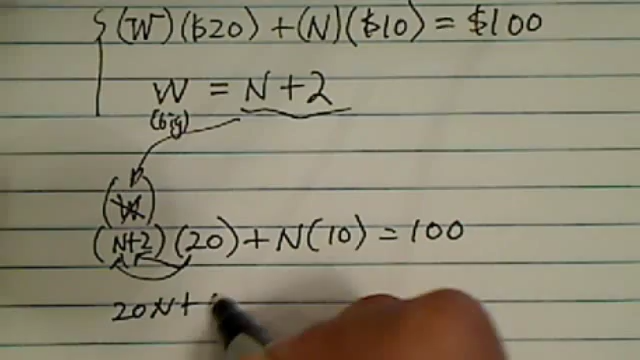 (W)($20) + (N)($10) = $100
W = N + 2
(big)
(W)
(N+2)(20) + N(10) = 100
20N +